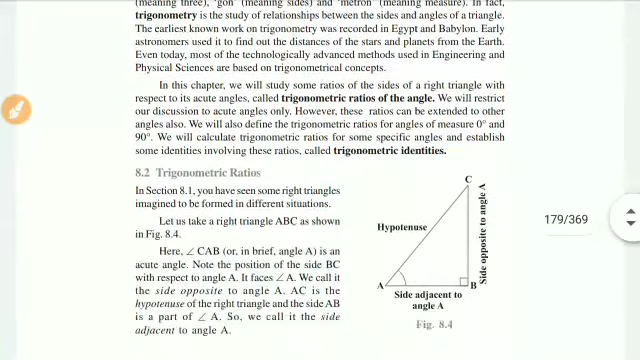 (meaning three), 'gon' (meaning sides) and 'metron' (meaning measure). In fact,
trigonometry is the study of relationships between the sides and angles of a triangle.
The earliest known work on trigonometry was recorded in Egypt and Babylon. Early
astronomers used it to find out the distances of the stars and planets from the Earth.
Even today, most of the technologically advanced methods used in Engineering and
Physical Sciences are based on trigonometrical concepts.
In this chapter, we will study some ratios of the sides of a right triangle with
respect to its acute angles, called trigonometric ratios of the angle. We will restrict
our discussion to acute angles only. However, these ratios can be extended to other
angles also. We will also define the trigonometric ratios for angles of measure 0° and
90°. We will calculate trigonometric ratios for some specific angles and establish
some identities involving these ratios, called trigonometric identities.
8.2 Trigonometric Ratios
In Section 8.1, you have seen some right triangles
imagined to be formed in different situations.
Let us take a right triangle ABC as shown
in Fig. 8.4.
Here, ∠ CAB (or, in brief, angle A) is an
acute angle. Note the position of the side BC
with respect to angle A. It faces ∠ A. We call it
the side opposite to angle A. AC is the
hypotenuse of the right triangle and the side AB
is a part of ∠ A. So, we call it the side
adjacent to angle A.
C
Hypotenuse
Side opposite to angle A
A
B
Side adjacent to
angle A
Fig. 8.4
179/369